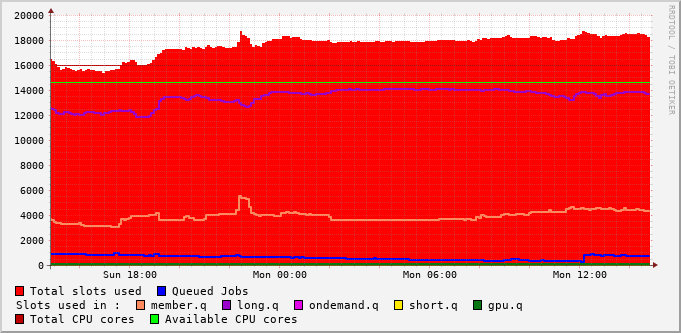 20000
18000
16000
14000
12000
10000
8000
6000
4000
2000
0
Sun 18:00 Mon 00:00 Mon 06:00 Mon 12:00
RRDTOOL / TOBI OETIKER
Total slots used Queued Jobs
Slots used in : member.q long.q ondemand.q short.q gpu.q
Total CPU cores Available CPU cores